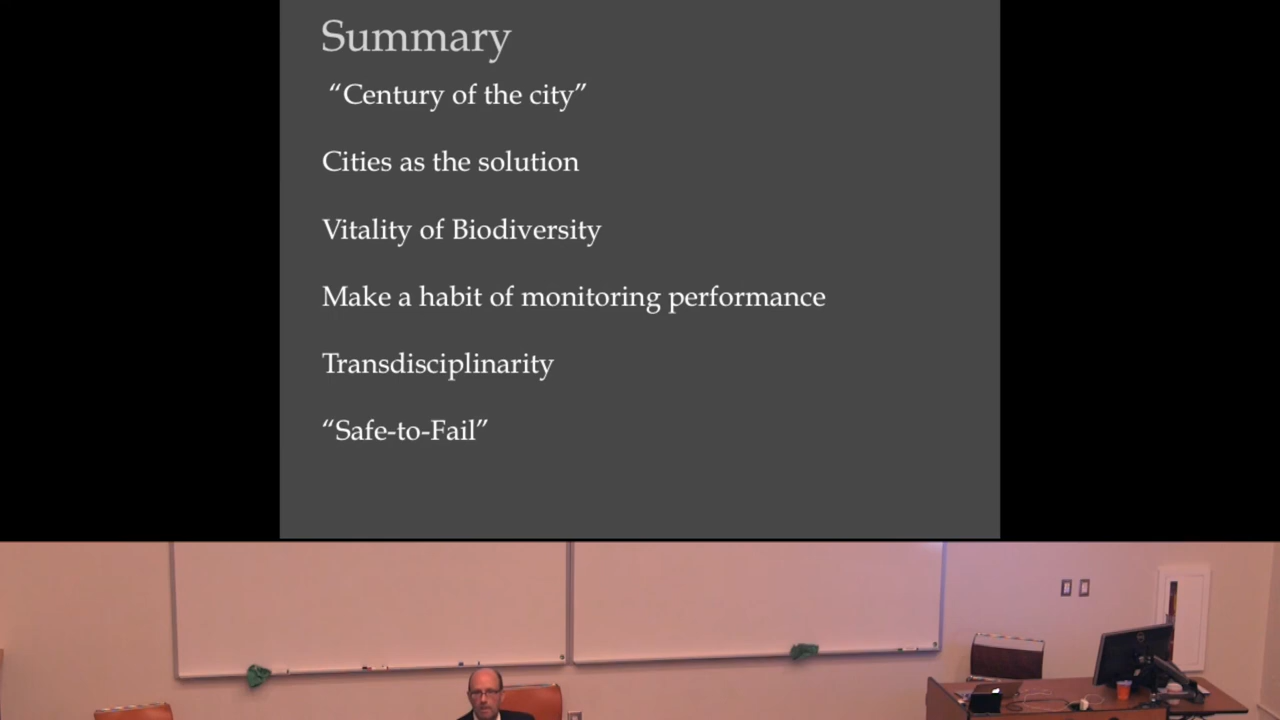 Summary
“Century of the city”
Cities as the solution
Vitality of Biodiversity
Make a habit of monitoring performance
Transdisciplinarity
“Safe-to-Fail”